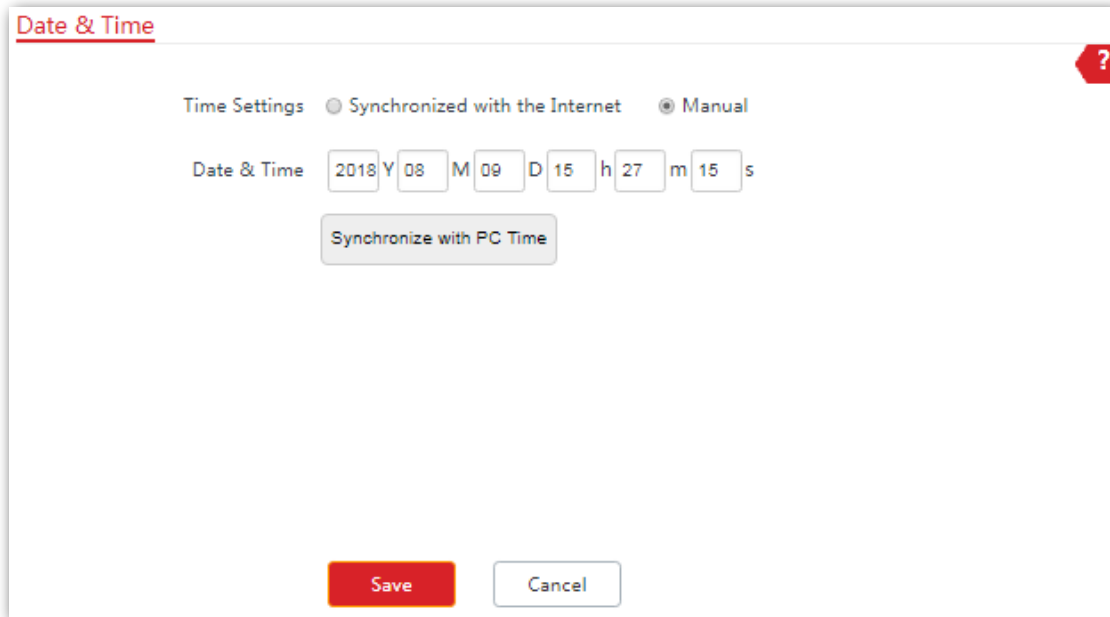 Date & Time
?
Time Settings Synchronized with the Internet Manual
Date & Time 2018 Y 08 M 09 D 15 h 27 m 15 s
Synchronize with PC Time
Save Cancel